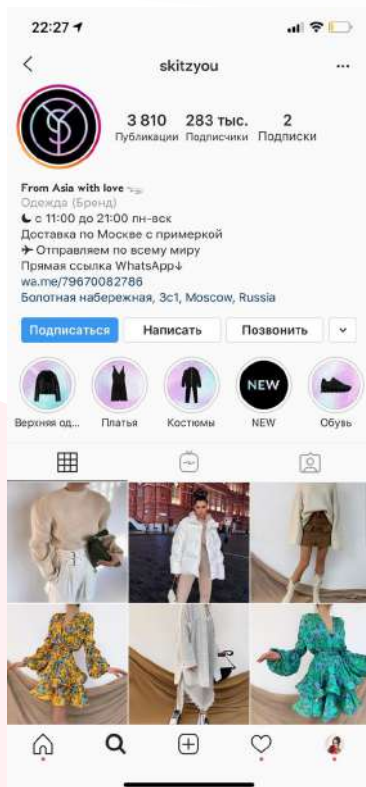 22:27
skitzyou
3 810 283 тыс. 2
Публикации Подписчики Подписки
From Asia with love
Одежда (Бренд)
с 11:00 до 21:00 пн-вск
Доставка по Москве с примеркой
Отправляем по всему миру
Прямая ссылка WhatsApp↓
wa.me/79670082786
Болотная набережная, 3с1, Moscow, Russia
Подписаться Написать Позвонить
NEW
Верхняя од... Платья Костюмы NEW Обувь